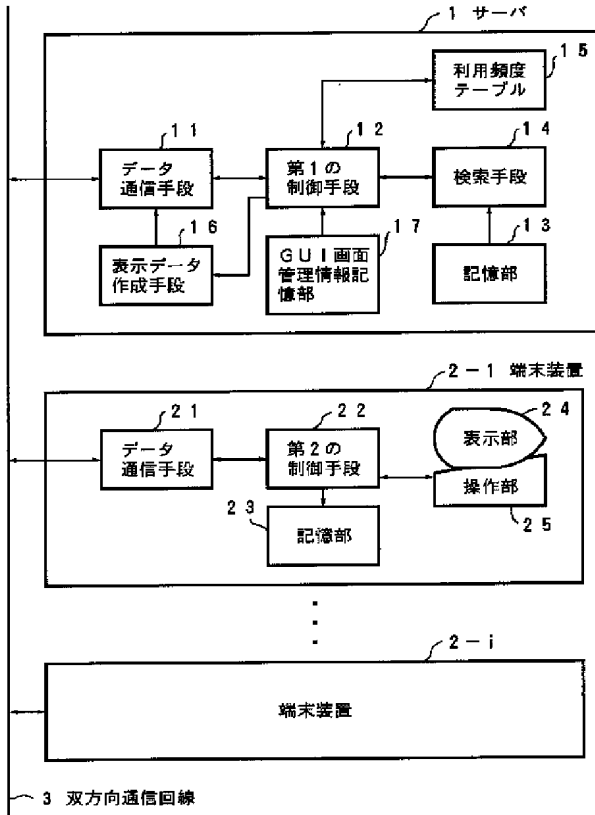 1 サーバ
15
利用頻度
テーブル
11
データ
通信手段
12
第1の
制御手段
14
検索手段
16
表示データ
作成手段
17
GUI画面
管理情報記
憶部
13
記憶部
2-1 端末装置
21
データ
通信手段
22
第2の
制御手段
24
表示部
操作部
25
23
記憶部
2-i
端末装置
3 双方向通信回線